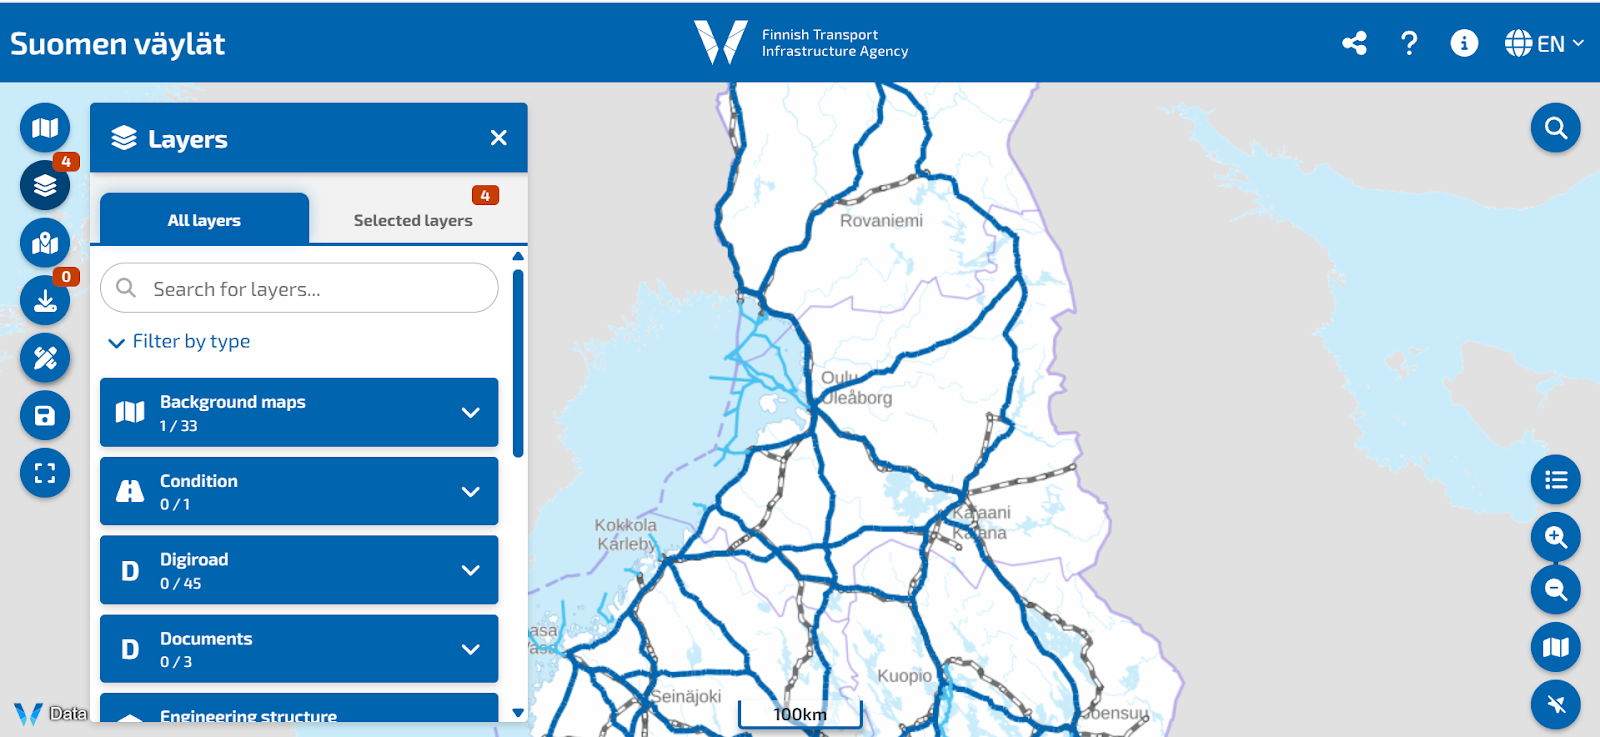 Suomen väylät
Finnish Transport
Infrastructure Agency
EN
4
0
Layers
All layers
Selected layers
4
Search for layers...
Filter by type
Background maps
1 / 33
Condition
0 / 1
D
Digiroad
0 / 45
D
Documents
0 / 3
Engineering structure
Data
Rovaniemi
Oulu
Uleåborg
Kokkola
Karleby
Kajaani
Kajana
Kuopio
Seinäjoki
Joensuu
100km